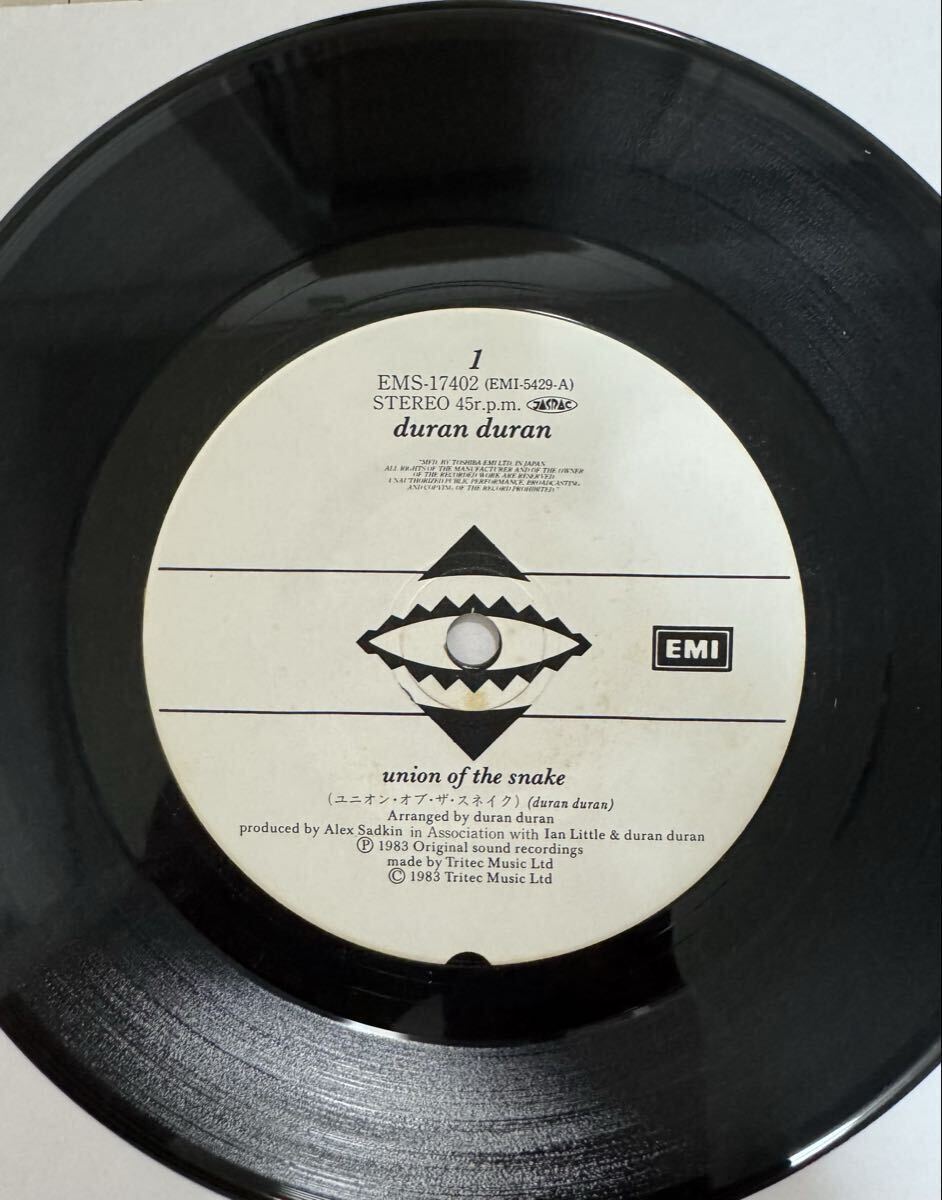 1
EMS-17402 (EMI-5429-A)
STEREO 45r.p.m. JASRAC
duran duran
"MFD. BY TOSHIBA EMI LTD. IN JAPAN
ALL RIGHTS OF THE MANUFACTURER AND OF THE OWNER
OF THE RECORDED WORK ARE RESERVED
UNAUTHORIZED PUBLIC PERFORMANCE, BROADCASTING
AND COPYING OF THE RECORD PROHIBITED"
EMI
union of the snake
(ユニオン・オブ・ザ・スネイク) (duran duran)
Arranged by duran duran
produced by Alex Sadkin in Association with Ian Little & duran duran
Ⓟ 1983 Original sound recordings
made by Tritec Music Ltd
© 1983 Tritec Music Ltd